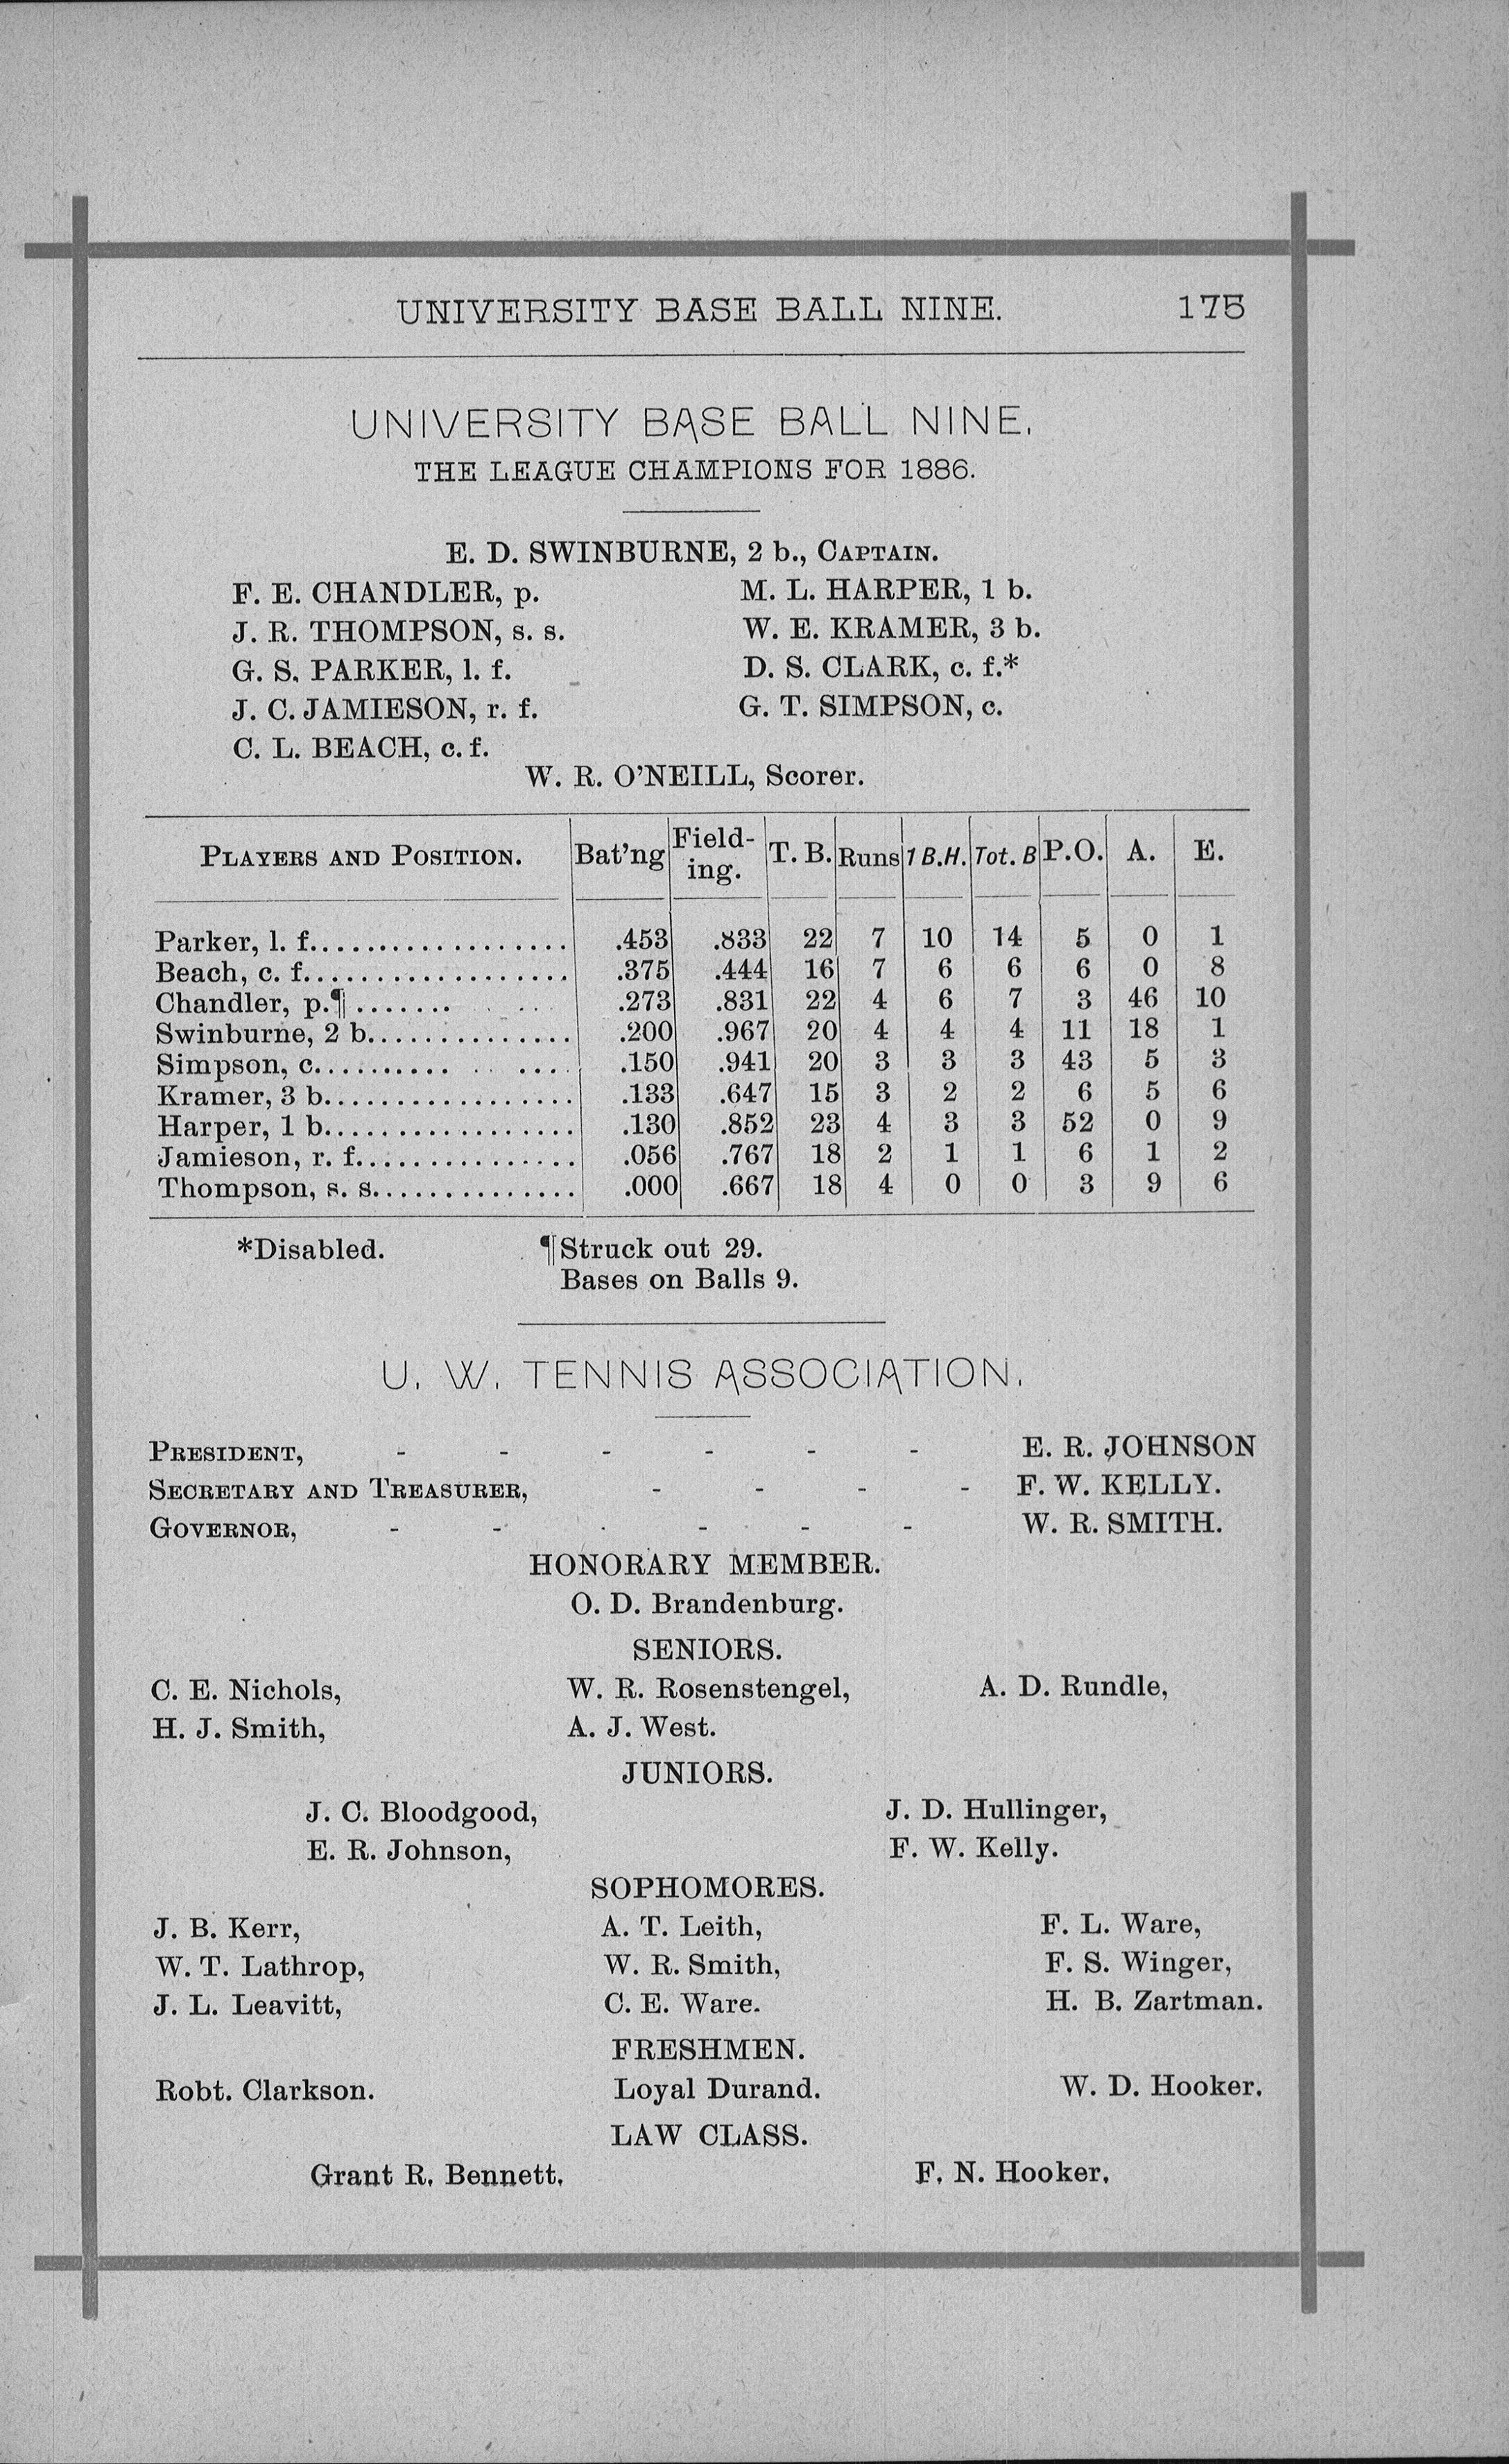 UNIVERSITY BASE BALL NINE. 175
UNIVERSITY BASE BALL NINE.
THE LEAGUE CHAMPIONS FOR 1886.
E. D. SWINBURNE, 2 b., CAPTAIN.
F. E. CHANDLER, p. M. L. HARPER, 1 b.
J. R. THOMPSON, s. s. W. E. KRAMER, 3 b.
G. S. PARKER, l. f. D. S. CLARK, c. f.*
J. C. JAMIESON, r. f. G. T. SIMPSON, c.
C. L. BEACH, c. f.
W. R. O'NEILL, Scorer.
PLAYERS AND POSITION. Bat'ng Field-ing. T. B. Runs 1 B.H. Tot. B P.O. A. E.
Parker, l. f.................. .453 .833 22 7 10 14 5 0 1
Beach, c. f.................. .375 .444 16 7 6 6 6 0 8
Chandler, p.¶ ....... .... .273 .831 22 4 6 7 3 46 10
Swinburne, 2 b............... .200 .967 20 4 4 4 11 18 1
Simpson, c.......... ..... .150 .941 20 3 3 3 43 5 3
Kramer, 3 b.................. .133 .647 15 3 2 2 6 5 6
Harper, 1 b.................. .130 .852 23 4 3 3 52 0 9
Jamieson, r. f................ .056 .767 18 2 1 1 6 1 2
Thompson, s. s............... .000 .667 18 4 0 0 3 9 6
*Disabled. ¶Struck out 29.
Bases on Balls 9.
U. W. TENNIS ASSOCIATION.
PRESIDENT, - - - - - - E. R. JOHNSON
SECRETARY AND TREASURER, - - - - F. W. KELLY.
GOVERNOR, - - - - - - W. R. SMITH.
HONORARY MEMBER.
O. D. Brandenburg.
SENIORS.
C. E. Nichols, W. R. Rosenstengel, A. D. Rundle,
H. J. Smith, A. J. West.
JUNIORS.
J. C. Bloodgood, J. D. Hullinger,
E. R. Johnson, F. W. Kelly.
SOPHOMORES.
J. B. Kerr, A. T. Leith, F. L. Ware,
W. T. Lathrop, W. R. Smith, F. S. Winger,
J. L. Leavitt, C. E. Ware. H. B. Zartman.
FRESHMEN.
Robt. Clarkson. Loyal Durand. W. D. Hooker.
LAW CLASS.
Grant R. Bennett. F. N. Hooker.